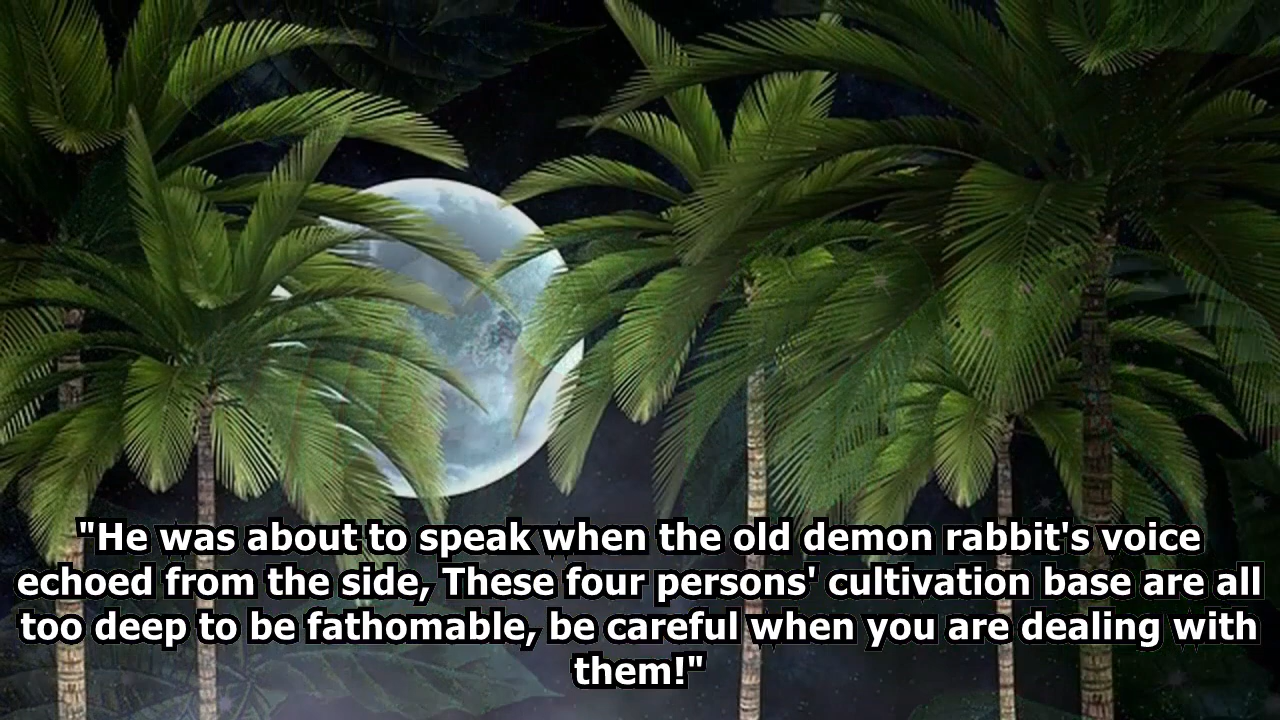 "He was about to speak when the old demon rabbit's voice
echoed from the side, These four persons' cultivation base are all
too deep to be fathomable, be careful when you are dealing with
them!"